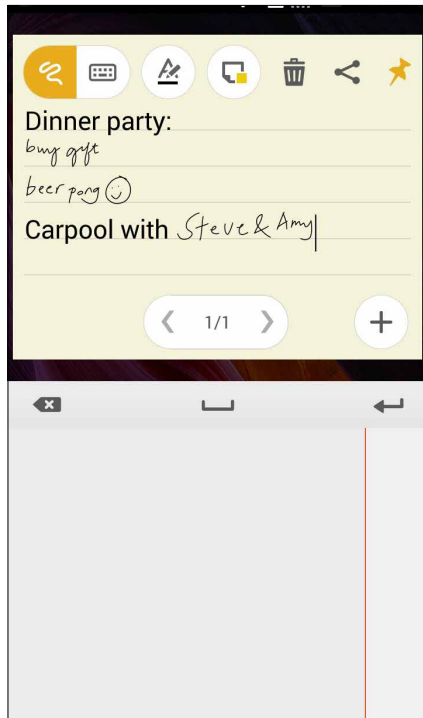 Dinner party:
buy gift
beer pong ☺
Carpool with Steve & Amy
1/1